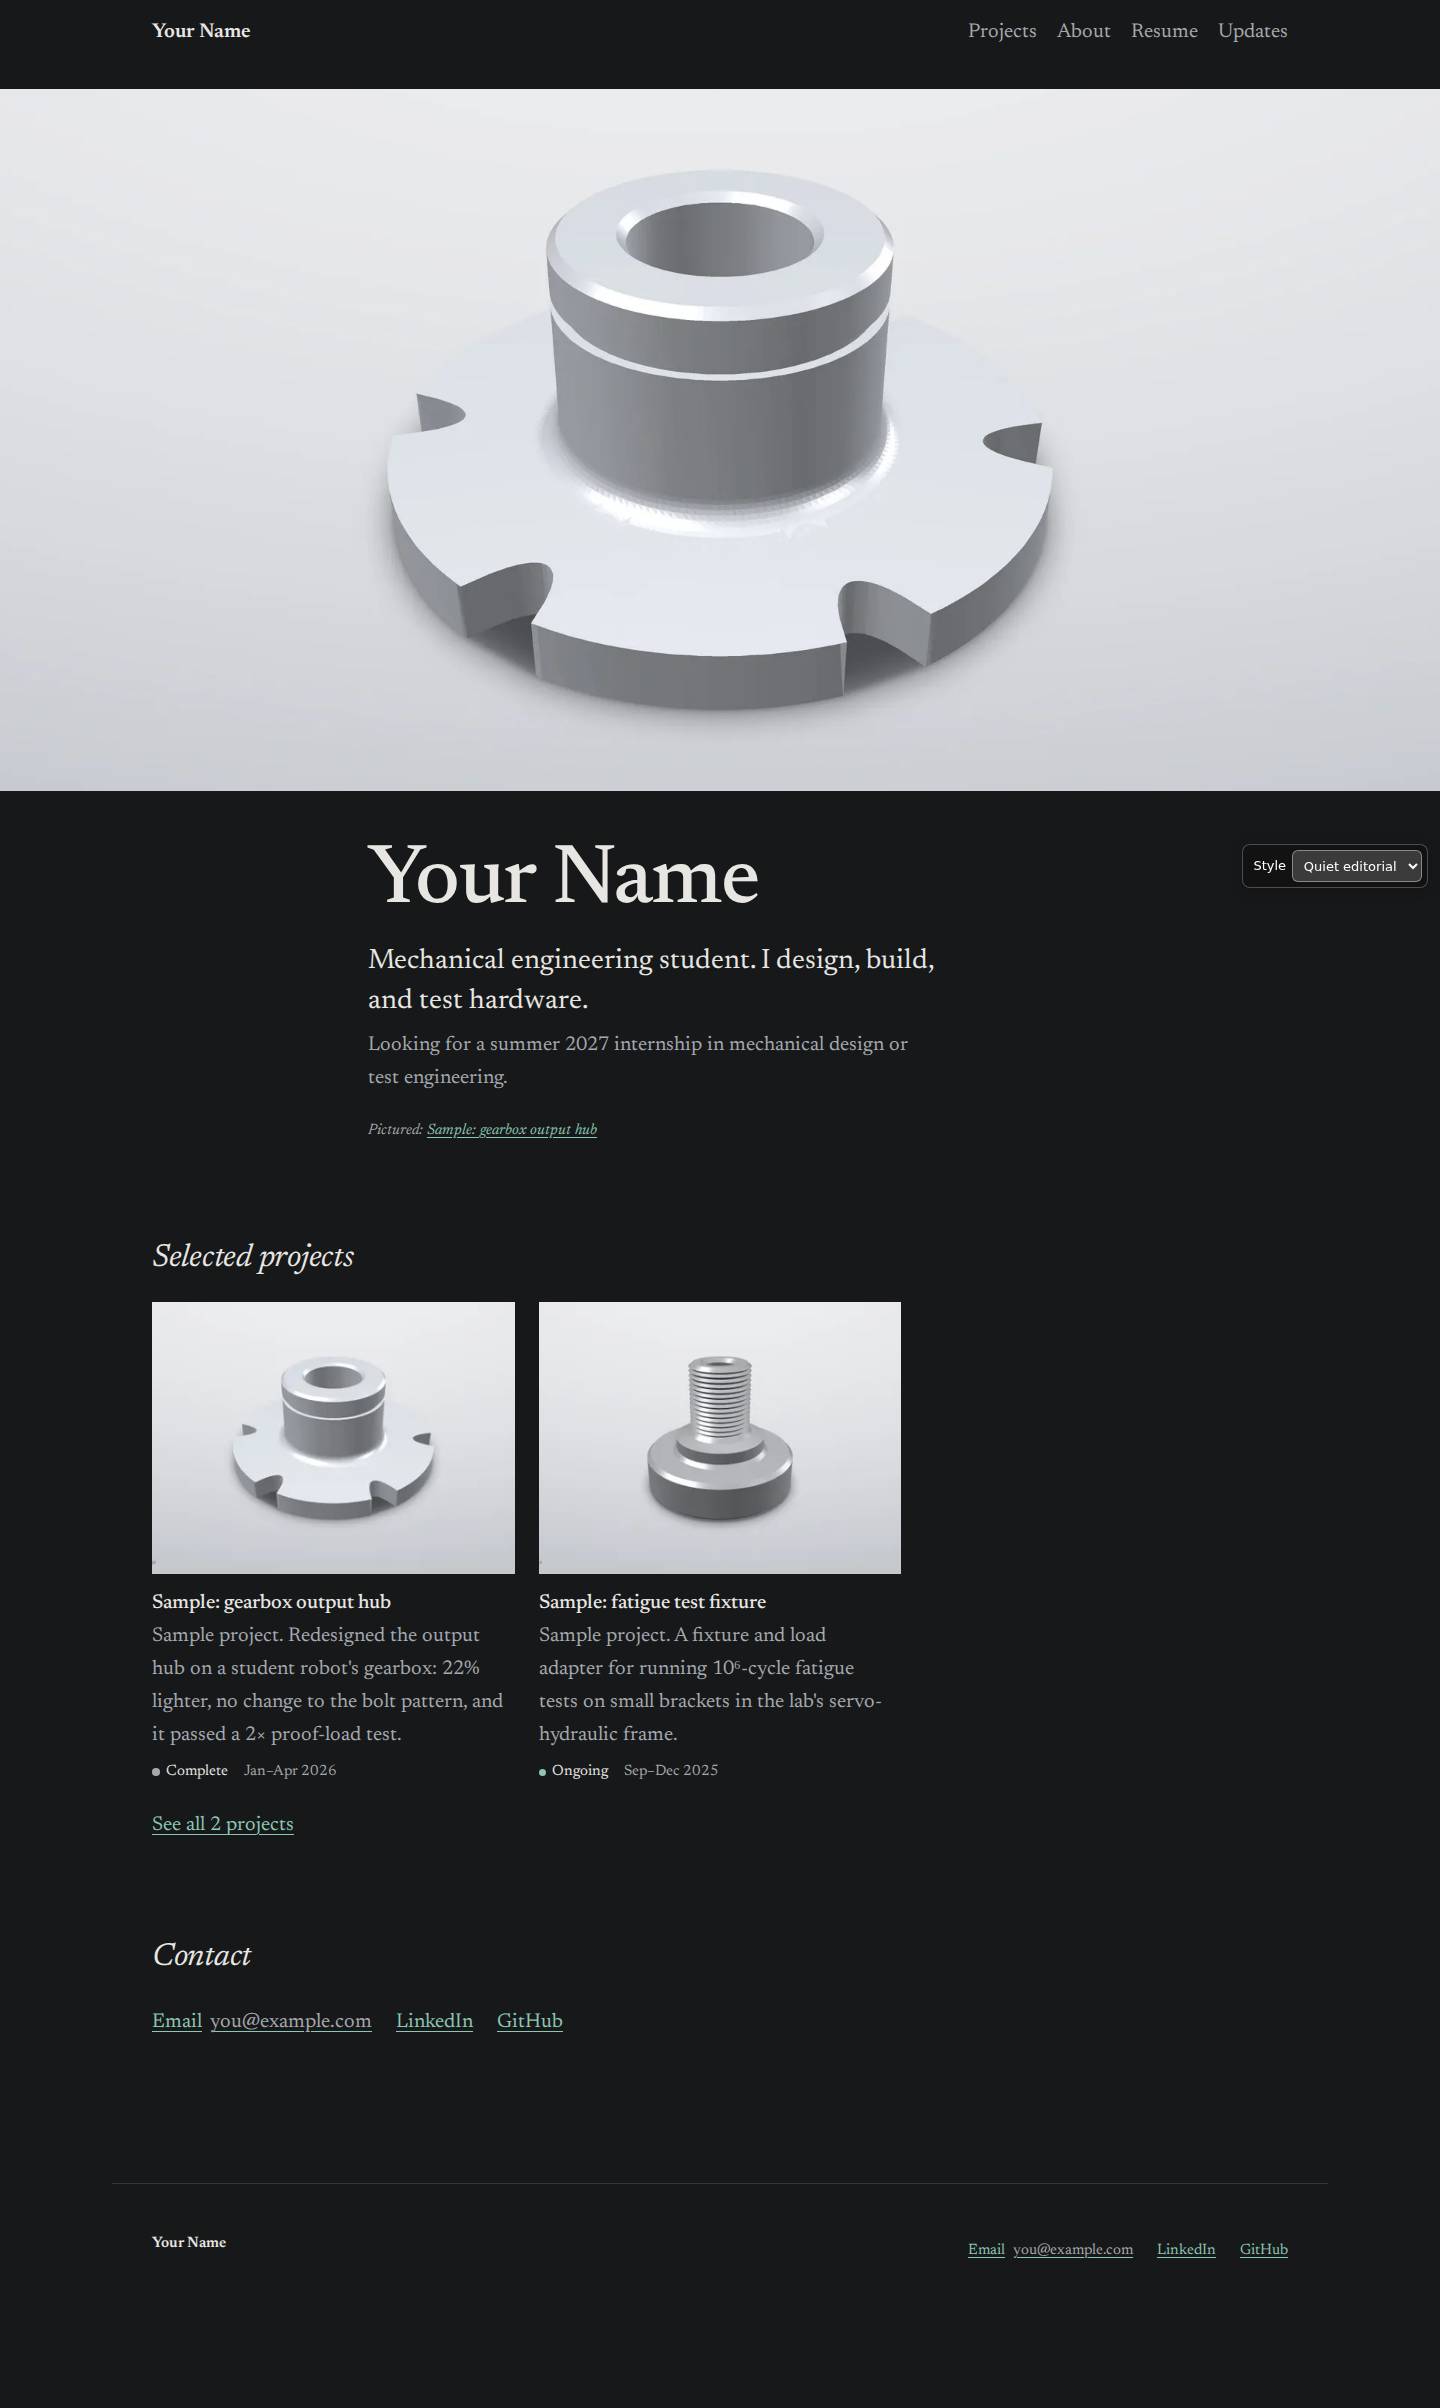 Your Name
Projects About Resume Updates
Your Name
Style Quiet editorial
Mechanical engineering student. I design, build,
and test hardware.
Looking for a summer 2027 internship in mechanical design or
test engineering.
Pictured: Sample: gearbox output hub
Selected projects
Sample: gearbox output hub
Sample project. Redesigned the output
hub on a student robot's gearbox: 22%
lighter, no change to the bolt pattern, and
it passed a 2× proof-load test.
Complete Jan–Apr 2026
Sample: fatigue test fixture
Sample project. A fixture and load
adapter for running 10⁶-cycle fatigue
tests on small brackets in the lab's servo-
hydraulic frame.
Ongoing Sep–Dec 2025
See all 2 projects
Contact
Email you@example.com LinkedIn GitHub
Your Name
Email you@example.com LinkedIn GitHub